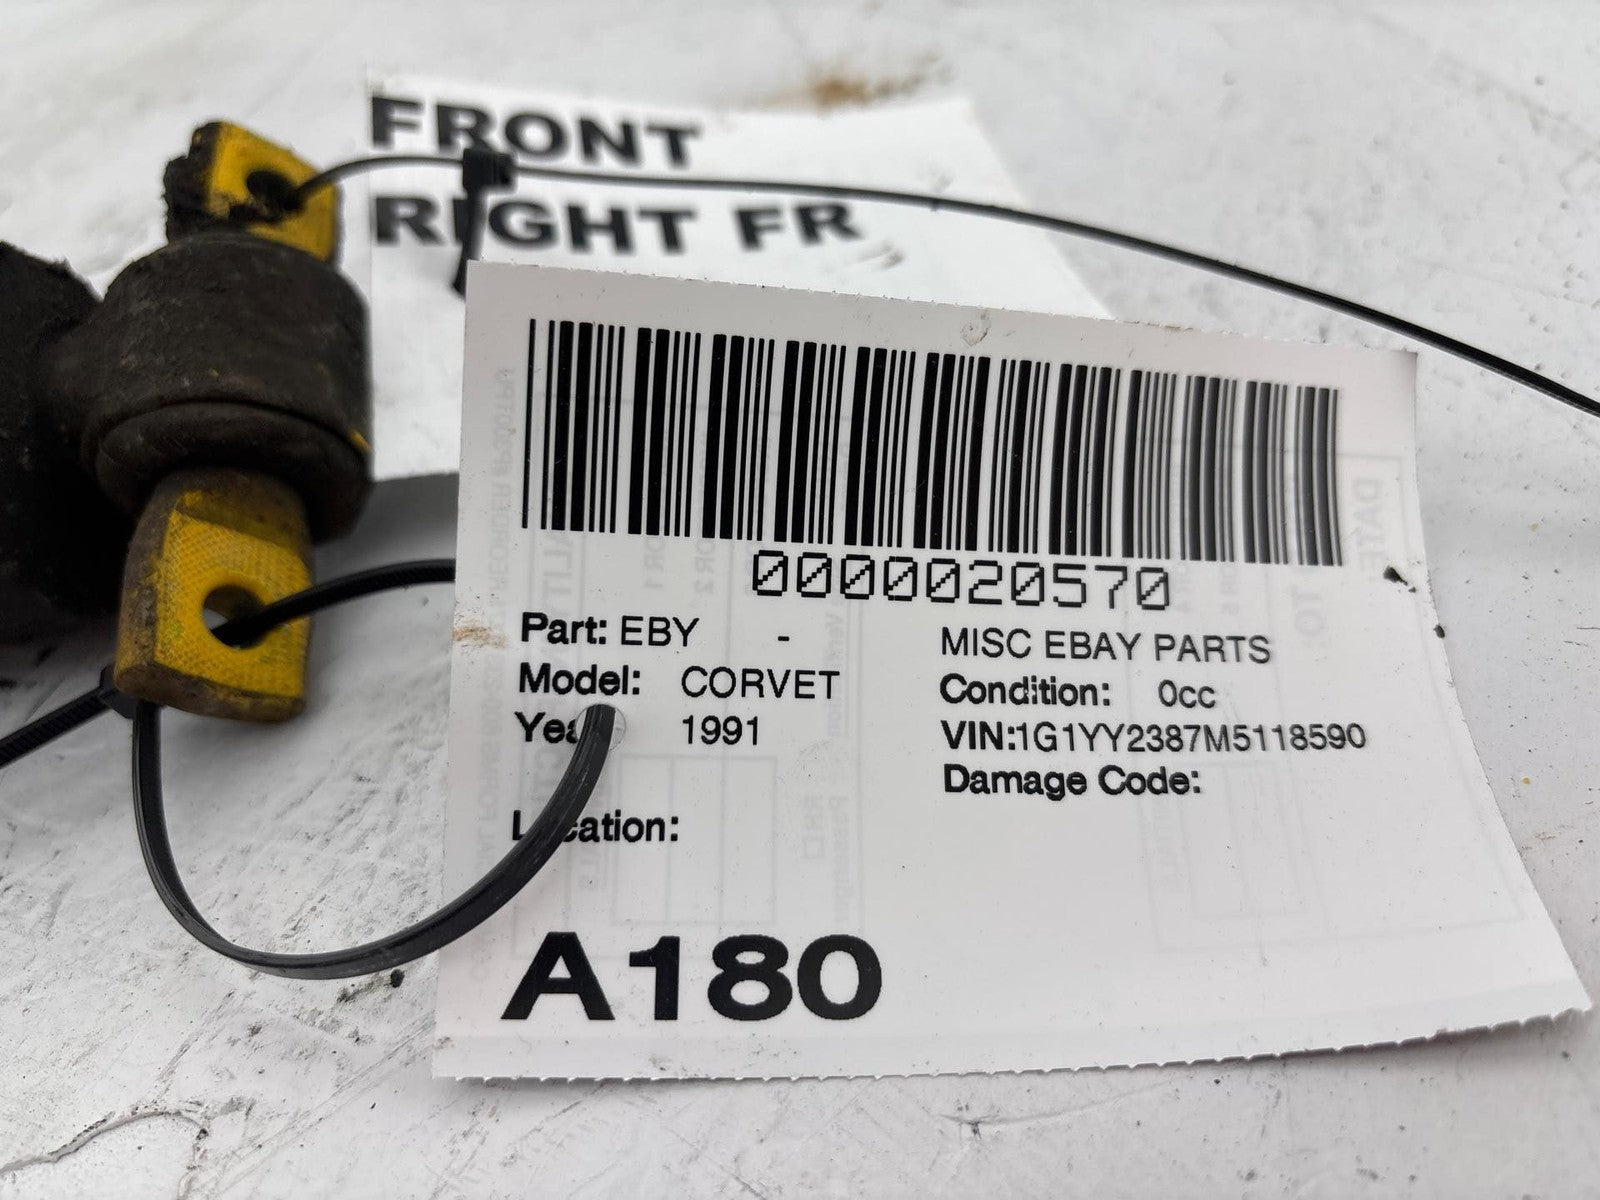 FRONT
RIGHT FR
0000020570
Part: EBY - MISC EBAY PARTS
Model: CORVET Condition: 0cc
1991 VIN:1G1YY2387M5118590
Damage Code:
Location:
A180